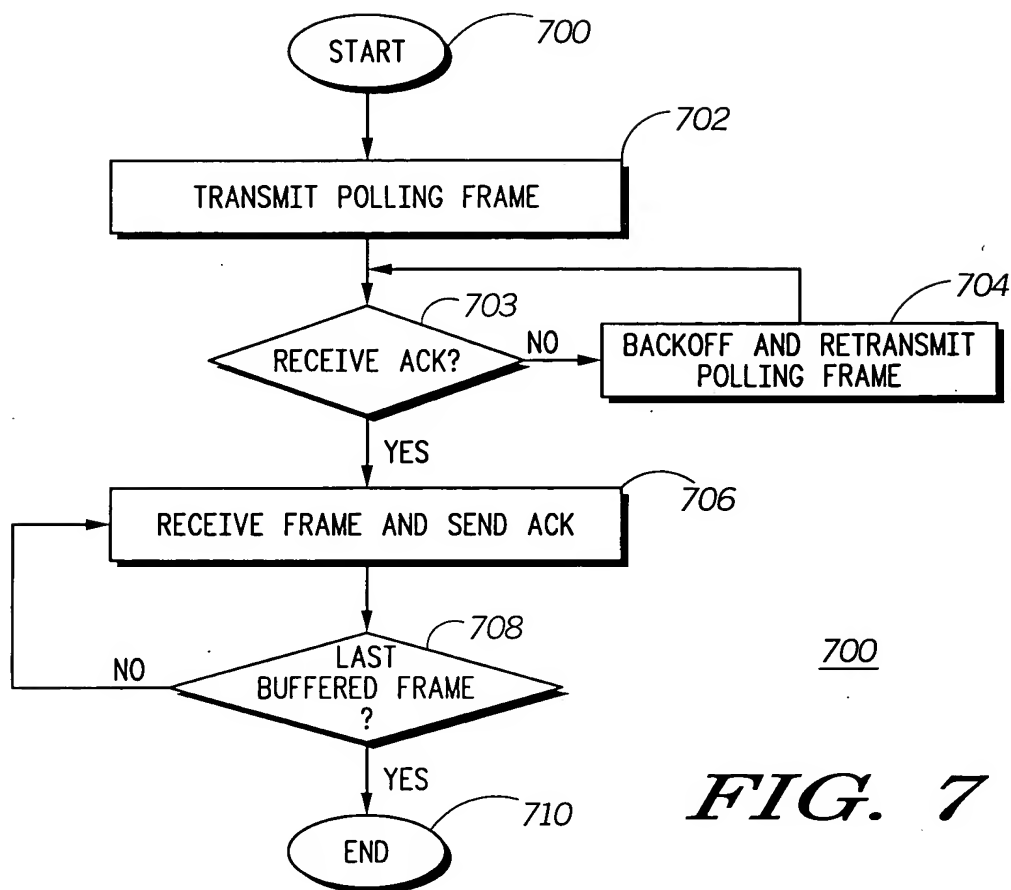 START
700
702
TRANSMIT POLLING FRAME
703
704
RECEIVE ACK?
NO
BACKOFF AND RETRANSMIT
POLLING FRAME
YES
706
RECEIVE FRAME AND SEND ACK
708
LAST
BUFFERED FRAME
?
NO
700
YES
FIG. 7
710
END